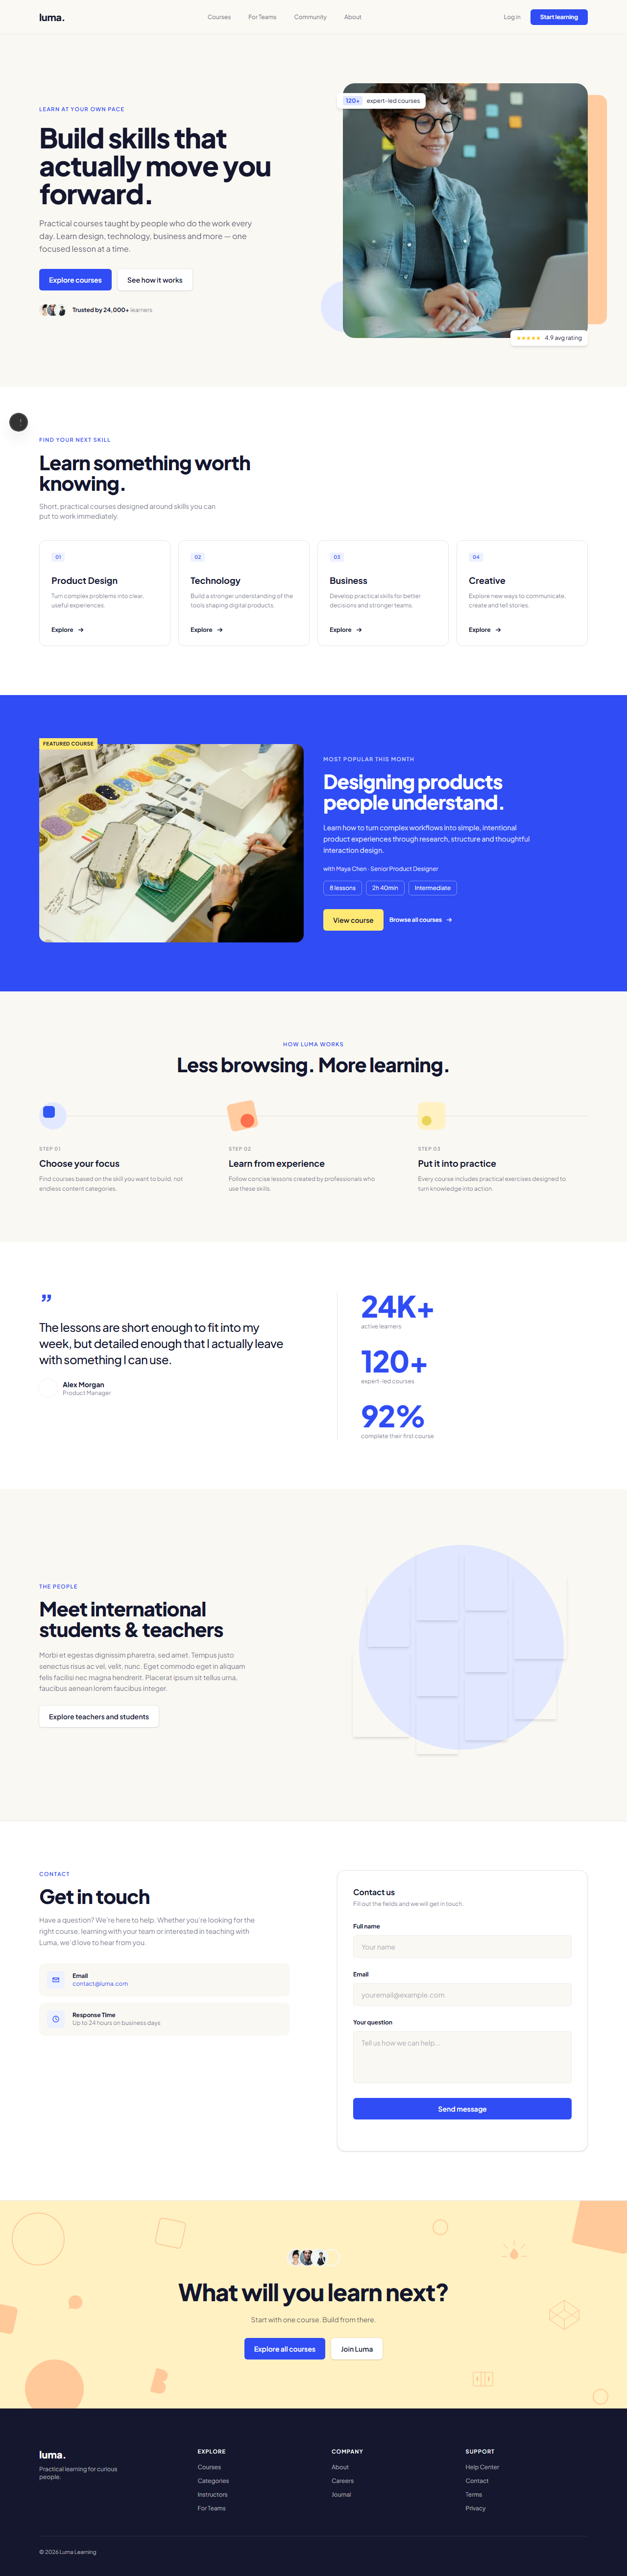 luma.
Courses
For Teams
Community
About
Log in
Start learning
LEARN AT YOUR OWN PACE
Build skills that
actually move you
forward.
Practical courses taught by people who do the work every
day. Learn design, technology, business and more — one
focused lesson at a time.
Explore courses
See how it works
Trusted by 24,000+ learners
120+ expert-led courses
★★★★★ 4.9 avg rating
FIND YOUR NEXT SKILL
Learn something worth
knowing.
Short, practical courses designed around skills you can
put to work immediately.
01
Product Design
Turn complex problems into clear,
useful experiences.
Explore →
02
Technology
Build a stronger understanding of the
tools shaping digital products.
Explore →
03
Business
Develop practical skills for better
decisions and stronger teams.
Explore →
04
Creative
Explore new ways to communicate,
create and tell stories.
Explore →
FEATURED COURSE
MOST POPULAR THIS MONTH
Designing products
people understand.
Learn how to turn complex workflows into simple, intentional
product experiences through research, structure and thoughtful
interaction design.
with Maya Chen · Senior Product Designer
8 lessons
2h 40min
Intermediate
View course
Browse all courses →
HOW LUMA WORKS
Less browsing. More learning.
STEP 01
Choose your focus
Find courses based on the skill you want to build, not
endless content categories.
STEP 02
Learn from experience
Follow concise lessons created by professionals who
use these skills.
STEP 03
Put it into practice
Every course includes practical exercises designed to
turn knowledge into action.
”
The lessons are short enough to fit into my
week, but detailed enough that I actually leave
with something I can use.
Alex Morgan
Product Manager
24K+
active learners
120+
expert-led courses
92%
complete their first course
THE PEOPLE
Meet international
students & teachers
Morbi et egestas dignissim pharetra, sed amet. Tempus justo
senectus risus ac vel, velit, nunc. Eget commodo eget in aliquam
felis facilisi nec magna hendrerit. Placerat ipsum sit tellus urna,
faucibus aenean lorem faucibus integer.
Explore teachers and students
CONTACT
Get in touch
Have a question? We're here to help. Whether you're looking for the
right course, learning with your team or interested in teaching with
Luma, we'd love to hear from you.
Email
contact@luma.com
Response Time
Up to 24 hours on business days
Contact us
Fill out the fields and we will get in touch.
Full name
Your name
Email
youremail@example.com
Your question
Tell us how we can help...
Send message
What will you learn next?
Start with one course. Build from there.
Explore all courses
Join Luma
luma.
Practical learning for curious
people.
EXPLORE
Courses
Categories
Instructors
For Teams
COMPANY
About
Careers
Journal
SUPPORT
Help Center
Contact
Terms
Privacy
© 2026 Luma Learning